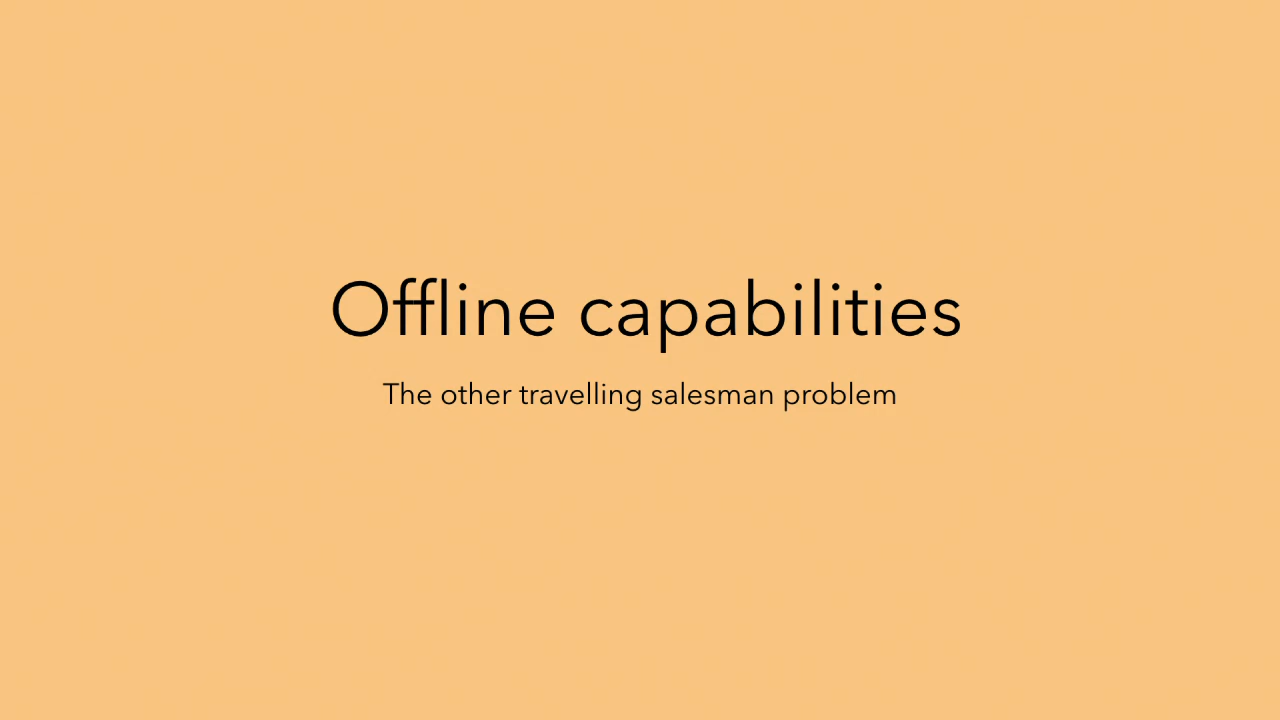 Offline capabilities
The other travelling salesman problem